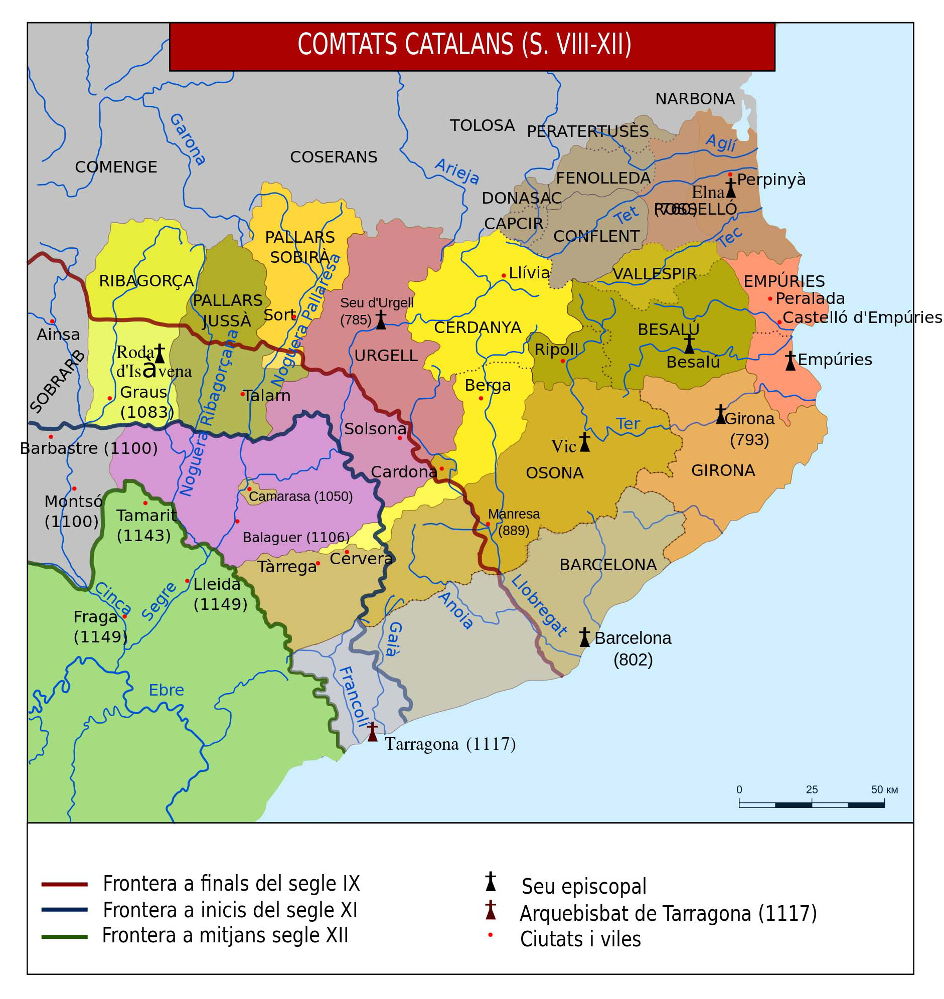 COMTATS CATALANS (S. VIII-XII)
NARBONA
TOLOSA
PERATERTUSÈS
Garona
Aglí
COSERANS
COMENGE
Arieja
FENOLLEDA
Perpinyà
Elna
DONASAC
ROSSELLÓ
Tet
CAPCIR
CONFLENT
Tec
PALLARS
SOBIRÀ
Llívia
VALLESPIR
RIBAGORÇA
EMPÚRIES
Peralada
PALLARS
JUSSÀ
Seu d'Urgell
(785)
Sort
Castelló d'Empúries
Noguera Pallaresa
CERDANYA
BESALÚ
Ainsa
Ripoll
Besalú
Empúries
Roda
d'Isàvena
URGELL
SOBRARB
Noguera Ribagorçana
Berga
Graus
(1083)
Talarn
Girona
(793)
Ter
Solsona
Vic
Barbastre (1100)
Cardona
OSONA
GIRONA
Montsó
(1100)
Camarasa (1050)
Tamarit
(1143)
Manresa
(889)
Balaguer (1106)
Cervera
Tàrrega
BARCELONA
Lleida
(1149)
Cinca
Segre
Anoia
Llobregat
Fraga
(1149)
Gaià
Barcelona
(802)
Francolí
Ebre
Tarragona (1117)
0 25 50 KM
Frontera a finals del segle IX
Frontera a inicis del segle XI
Frontera a mitjans segle XII
Seu episcopal
Arquebisbat de Tarragona (1117)
Ciutats i viles